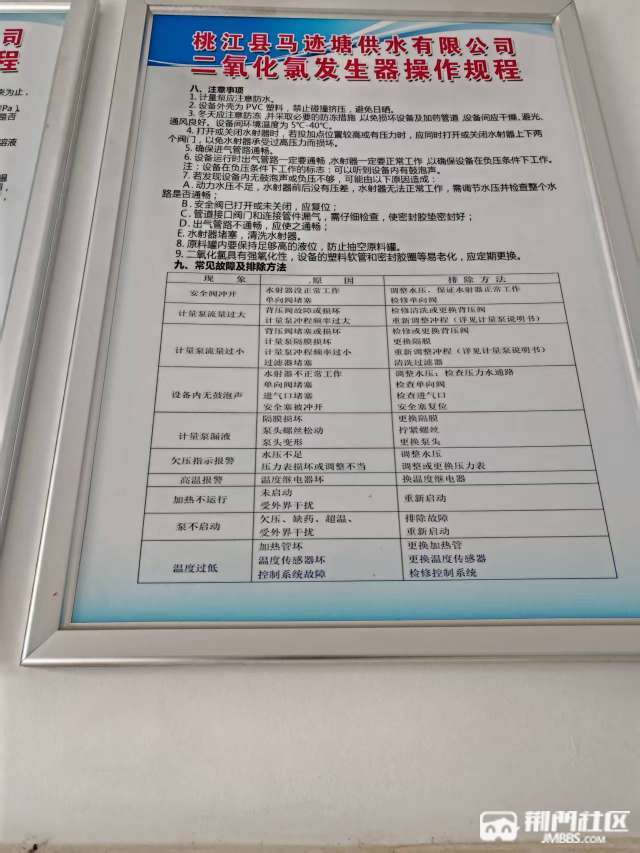 公司
程
桃江县马迹塘供水有限公司
二氧化氯发生器操作规程
八、注意事项
1. 计量泵应注意防水。
2. 设备外壳为 PVC 塑料，禁止碰撞挤压，避免日晒。
3. 冬天应注意防冻，并采取必要的防冻措施，以免损坏设备及加热管道，设备间应干燥、避光、
通风良好。设备间环境温度为 5℃-40℃。
4. 打开或关闭水射器时，若投加点位置较高或有压力时，应同时打开或关闭水射器上下两
个阀门，以免水射器承受过高压力而损坏。
5. 确保进气管路通畅。
6. 设备运行时出气管路一定要通畅，水射器一定要正常工作，以确保设备在负压条件下工作。
注：设备在负压条件下工作的标志：可以听到设备内有鼓泡声。
7. 若发现设备内无鼓泡声或负压不够，可能由以下原因造成：
A. 动力水压不足，水射器前后没有压差，水射器无法正常工作，需调节水压并检查整个水
路是否通畅；
B. 安全阀已打开或未关闭，应复位；
C. 管道接口阀门和连接管件漏气，需仔细检查，使密封胶垫密封好；
D. 出气管路不通畅，应使之通畅；
E. 水射器堵塞，清洗水射器。
8. 原料罐内要保持足够高的液位，防止抽空原料罐。
9. 二氧化氯具有强氧化性，设备的塑料软管和密封胶圈等易老化，应定期更换。
九、常见故障及排除方法
现 象 原 因 排 除 方 法
安全阀冲开 水射器没正常工作 调整水压，保证水射器正常工作
单向阀堵塞 检修单向阀
计量泵流量过大 背压阀故障或损坏 检修清洗或更换背压阀
计量泵冲程频率过大 重新调整冲程（详见计量泵说明书）
计量泵流量过小 背压阀堵塞或损坏 检修或更换背压阀
计量泵隔膜损坏 更换隔膜
计量泵冲程频率过小 重新调整冲程（详见计量泵说明书）
过滤器堵塞 清洗过滤器
设备内无鼓泡声 水射器不正常工作 调整水压；检查压力水通路
单向阀堵塞 检查单向阀
进气口堵塞 检查进气口
安全塞被冲开 安全塞复位
计量泵漏液 隔膜损坏 更换隔膜
泵头螺丝松动 拧紧螺丝
泵头变形 更换泵头
欠压指示报警 水压不足 调整水压
压力表损坏或调整不当 调整或更换压力表
高温报警 温度继电器坏 换温度继电器
加热不运行 未启动 重新启动
受外界干扰
泵不启动 欠压、缺药、超温、 排除故障
受外界干扰 重新启动
温度过低 加热管坏 更换加热管
温度传感器坏 更换温度传感器
控制系统故障 检修控制系统
荆门社区
JMBBS.COM